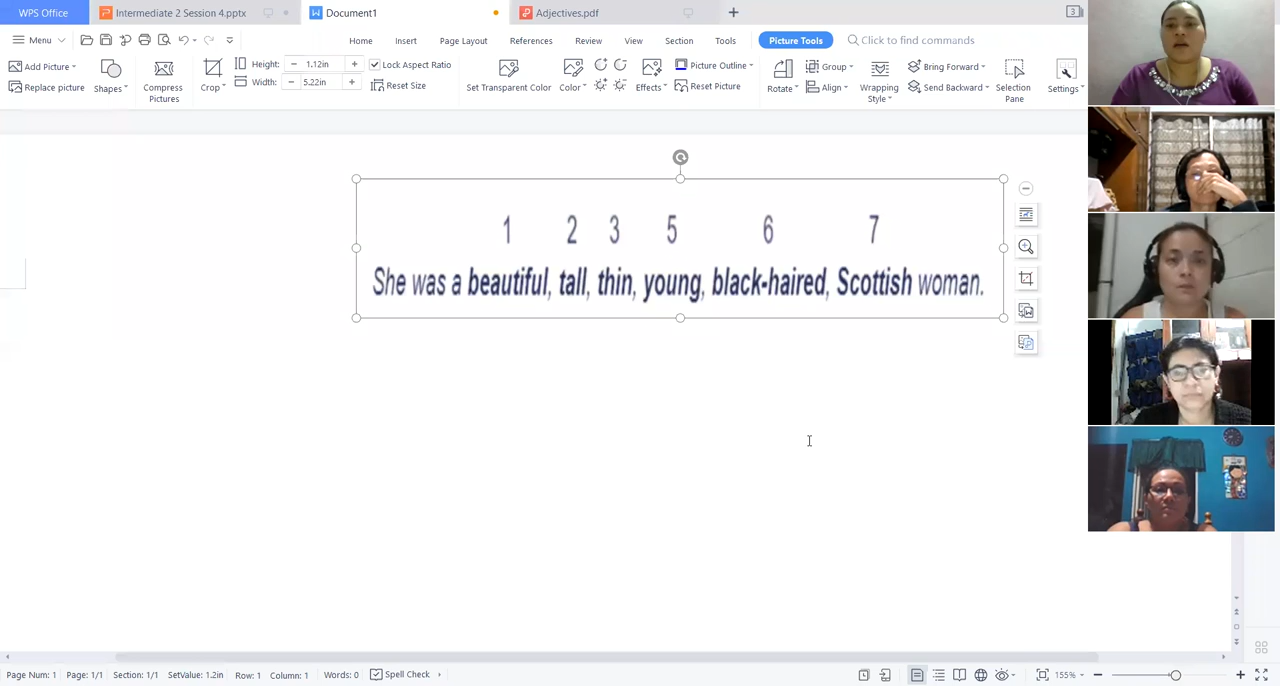 WPS Office
Intermediate 2 Session 4.pptx
Document1
Adjectives.pdf
3
Menu
Home
Insert
Page Layout
References
Review
View
Section
Tools
Picture Tools
Click to find commands
Add Picture
Replace picture
Shapes
Compress
Pictures
Crop
Height: 1.12in
Width: 5.22in
Lock Aspect Ratio
Reset Size
Set Transparent Color
Color
Effects
Picture Outline
Reset Picture
Rotate
Group
Align
Wrapping
Style
Bring Forward
Send Backward
Selection
Pane
Settings
1 2 3 5 6 7
She was a beautiful, tall, thin, young, black-haired, Scottish woman.
Page Num: 1 Page: 1/1 Section: 1/1 SetValue: 1.2in Row: 1 Column: 1 Words: 0 Spell Check 155%